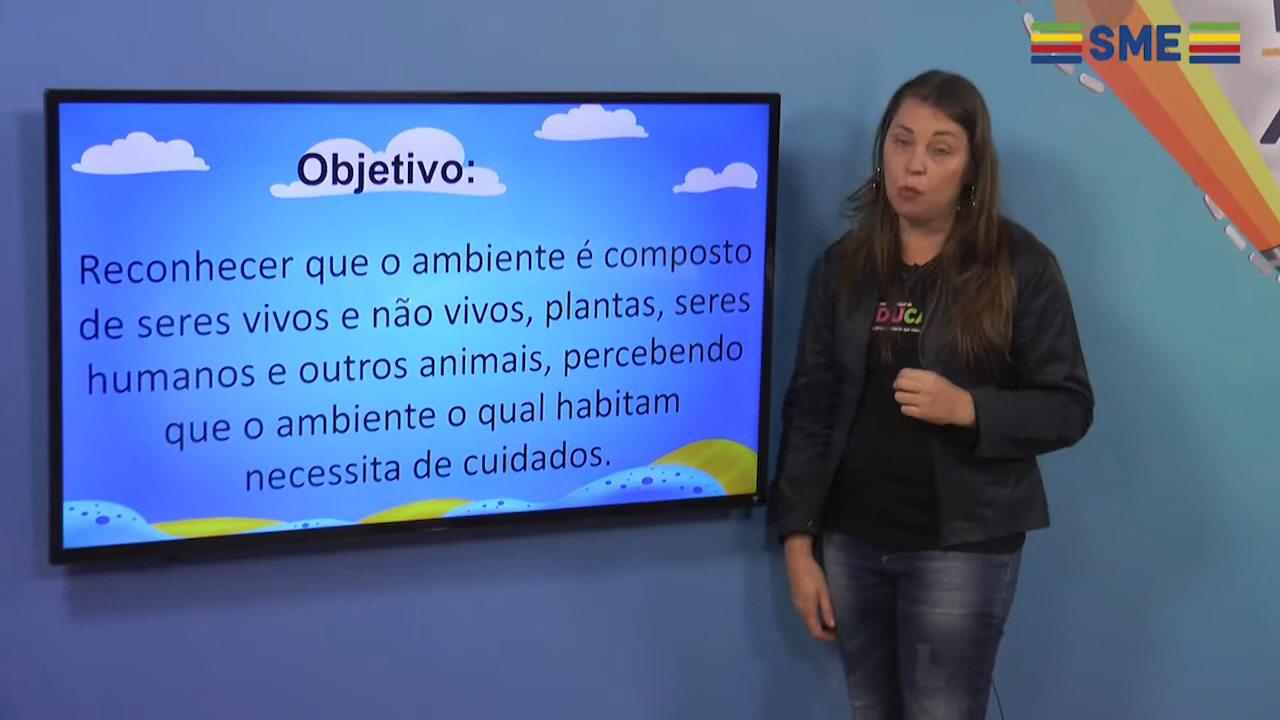 SME
Objetivo:
Reconhecer que o ambiente é composto
de seres vivos e não vivos, plantas, seres
humanos e outros animais, percebendo
que o ambiente o qual habitam
necessita de cuidados.